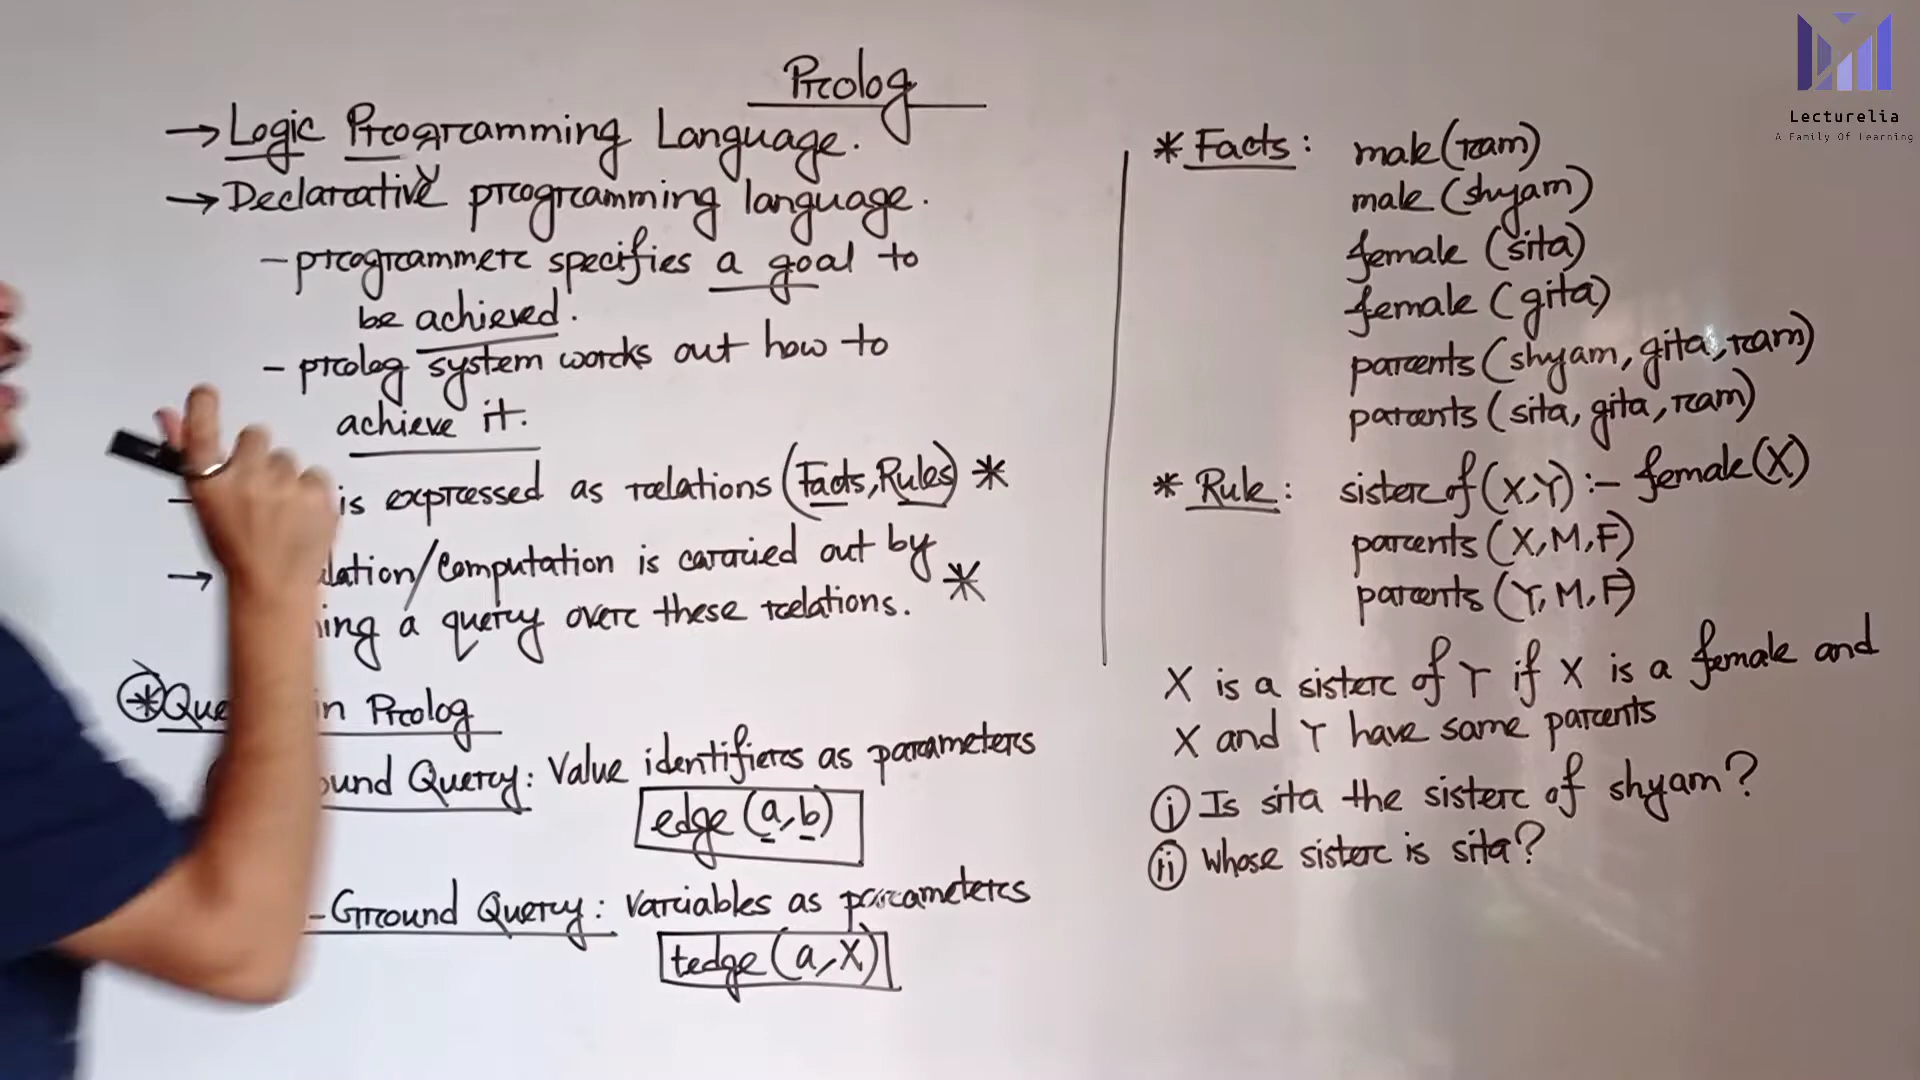 Prolog
→ Logic Programming Language.
→ Declarative programming language.
- programmer specifies a goal to
be achieved.
- prolog system works out how to
achieve it.
is expressed as relations (Facts, Rules) *
→ lation/Computation is carried out by
ing a query over these relations. *
* Que in Prolog
ound Query: Value identifiers as parameters
edge (a, b)
-Ground Query: Variables as parameters
tedge (a, X)
* Facts: male (ram)
male (shyam)
female (sita)
female (gita)
parents (shyam, gita, ram)
parents (sita, gita, ram)
* Rule: sisterof (X,Y) :- female(X)
parents (X, M, F)
parents (Y, M, F)
X is a sister of Y if X is a female and
X and Y have same parents
(i) Is sita the sister of shyam?
(ii) whose sister is sita?
Lecturelia
A Family Of Learning